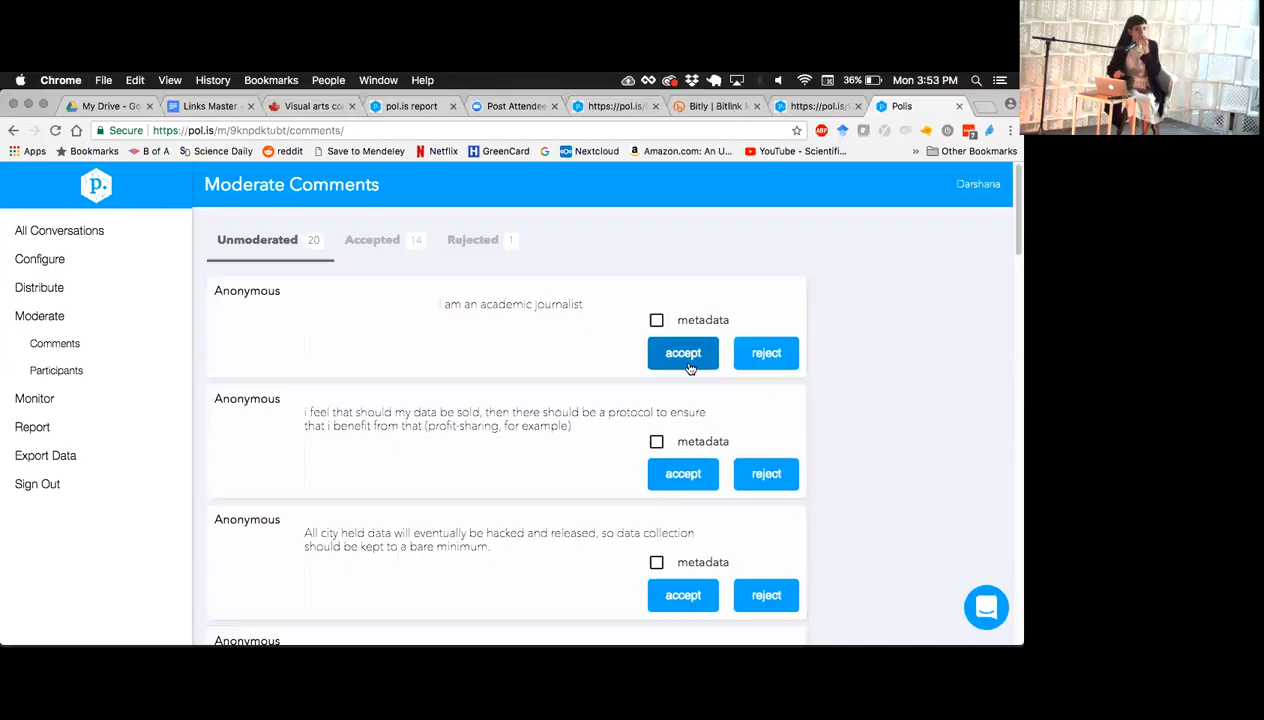 Chrome File Edit View History Bookmarks People Window Help 36% Mon 3:53 PM
My Drive - Go
Links Master -
Visual arts co
pol.is report
Post Attendee
https://pol.is/
Bitly | Bitlink M
https://pol.is/
Polis
Secure https://pol.is/m/9knpdktubt/comments/
Apps Bookmarks B of A Science Daily reddit Save to Mendeley Netflix GreenCard Nextcloud Amazon.com: An U... YouTube - Scientifi... » Other Bookmarks
p.
Moderate Comments
Darshana
All Conversations
Configure
Distribute
Moderate
Comments
Participants
Monitor
Report
Export Data
Sign Out
Unmoderated 20 Accepted 14 Rejected 1
Anonymous
I am an academic journalist
metadata
accept reject
Anonymous
i feel that should my data be sold, then there should be a protocol to ensure
that i benefit from that (profit-sharing, for example)
metadata
accept reject
Anonymous
All city held data will eventually be hacked and released, so data collection
should be kept to a bare minimum.
metadata
accept reject
Anonymous